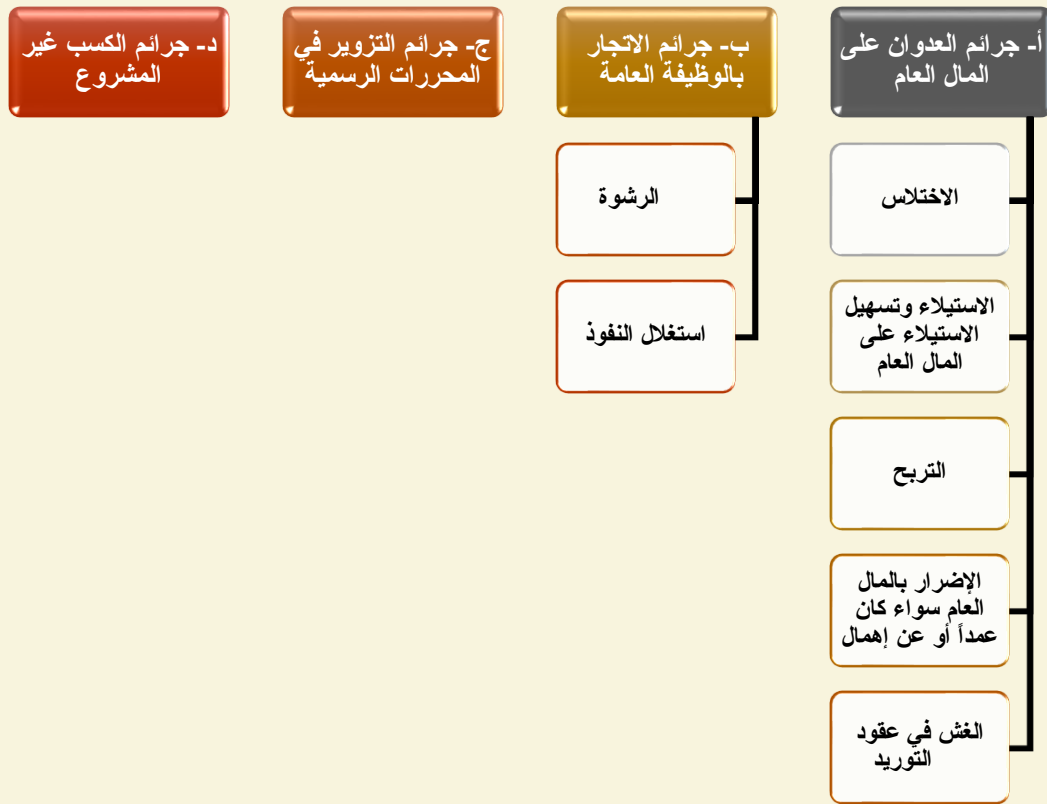 أ- جرائم العدوان على
المال العام
ب- جرائم الاتجار
بالوظيفة العامة
ج- جرائم التزوير في
المحررات الرسمية
د- جرائم الكسب غير
المشروع
الاختلاس
الاستيلاء وتسهيل
الاستيلاء على
المال العام
التربح
الإضرار بالمال
العام سواء كان
عمداً أو عن إهمال
الغش في عقود
التوريد
الرشوة
استغلال النفوذ